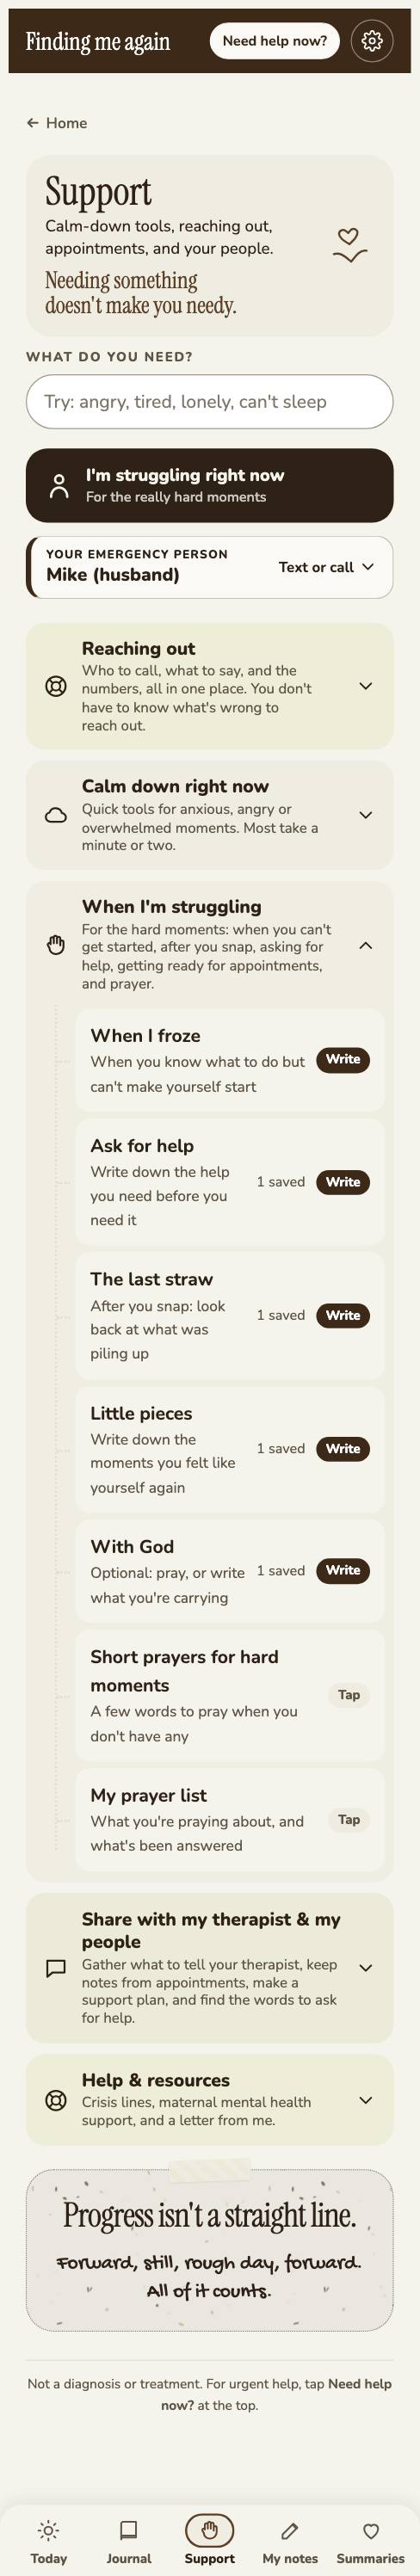 Finding me again
Need help now?
← Home
Support
Calm-down tools, reaching out,
appointments, and your people.
Needing something
doesn't make you needy.
WHAT DO YOU NEED?
Try: angry, tired, lonely, can't sleep
I'm struggling right now
For the really hard moments
YOUR EMERGENCY PERSON
Mike (husband)
Text or call
Reaching out
Who to call, what to say, and the
numbers, all in one place. You don't
have to know what's wrong to
reach out.
Calm down right now
Quick tools for anxious, angry or
overwhelmed moments. Most take a
minute or two.
When I'm struggling
For the hard moments: when you can't
get started, after you snap, asking for
help, getting ready for appointments,
and prayer.
When I froze
When you know what to do but
can't make yourself start
Write
Ask for help
Write down the help
you need before you
need it
1 saved
Write
The last straw
After you snap: look
back at what was
piling up
1 saved
Write
Little pieces
Write down the
moments you felt like
yourself again
1 saved
Write
With God
Optional: pray, or write
what you're carrying
1 saved
Write
Short prayers for hard
moments
A few words to pray when you
don't have any
Tap
My prayer list
What you're praying about, and
what's been answered
Tap
Share with my therapist & my
people
Gather what to tell your therapist, keep
notes from appointments, make a
support plan, and find the words to ask
for help.
Help & resources
Crisis lines, maternal mental health
support, and a letter from me.
Progress isn't a straight line.
Forward, still, rough day, forward.
All of it counts.
Not a diagnosis or treatment. For urgent help, tap Need help
now? at the top.
Today
Journal
Support
My notes
Summaries